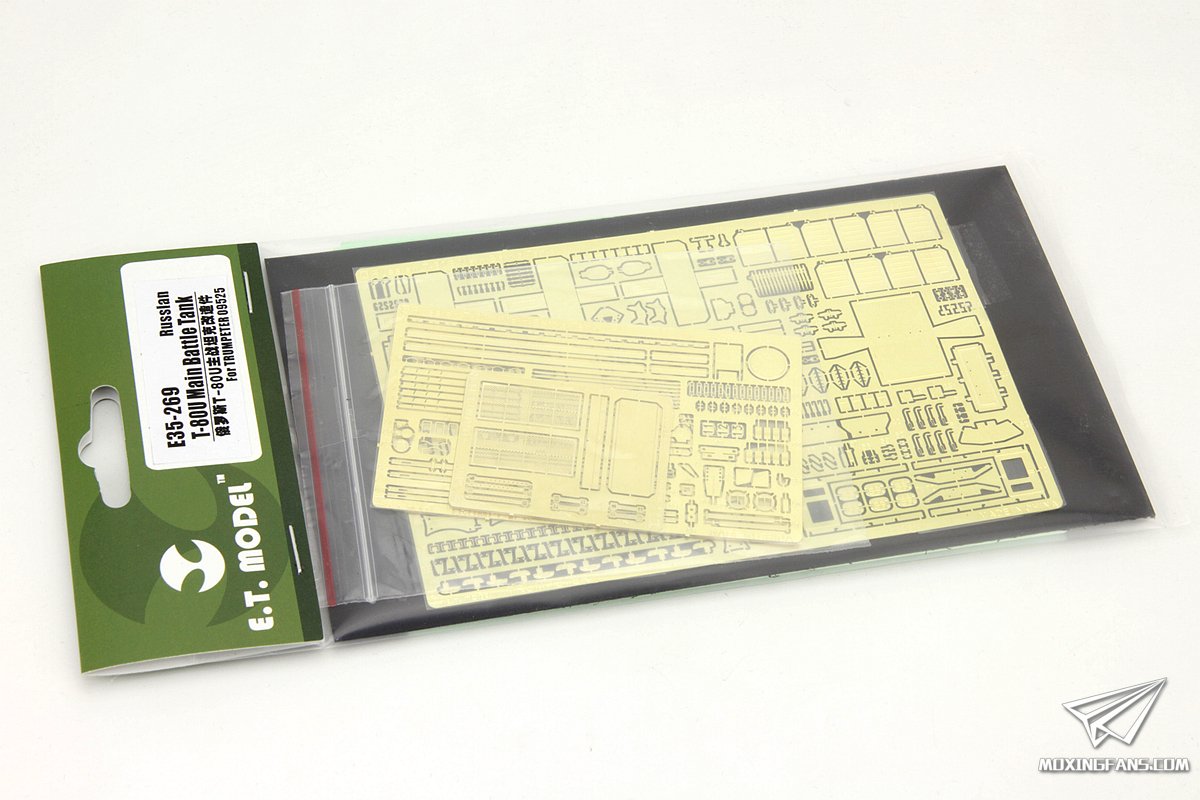 E35-269
Russian
T-80U Main Battle Tank
俄罗斯T-80U主战坦克改造件
For TRUMPETER 09525
E.T. MODEL™
MOXINGFANS.COM